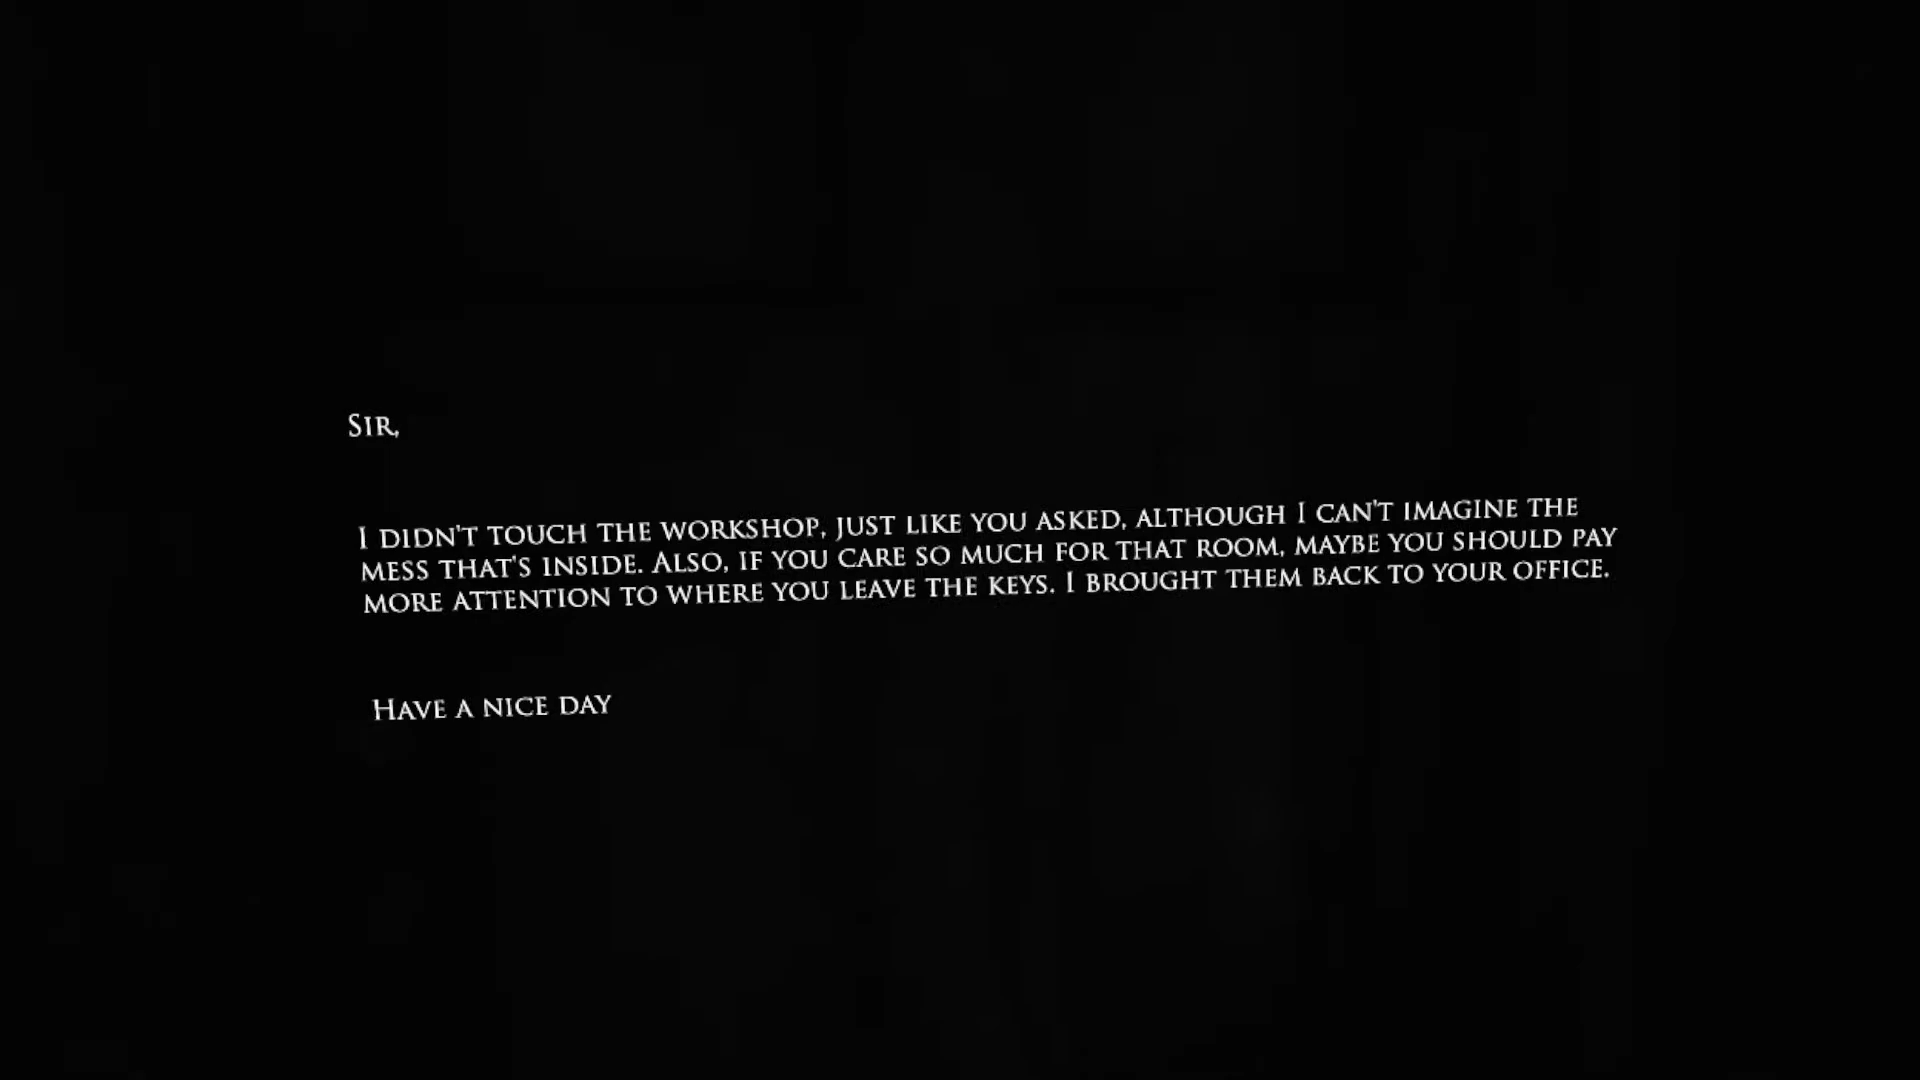 Sir,
I didn't touch the workshop, just like you asked, although I can't imagine the
mess that's inside. Also, if you care so much for that room, maybe you should pay
more attention to where you leave the keys. I brought them back to your office.
Have a nice day